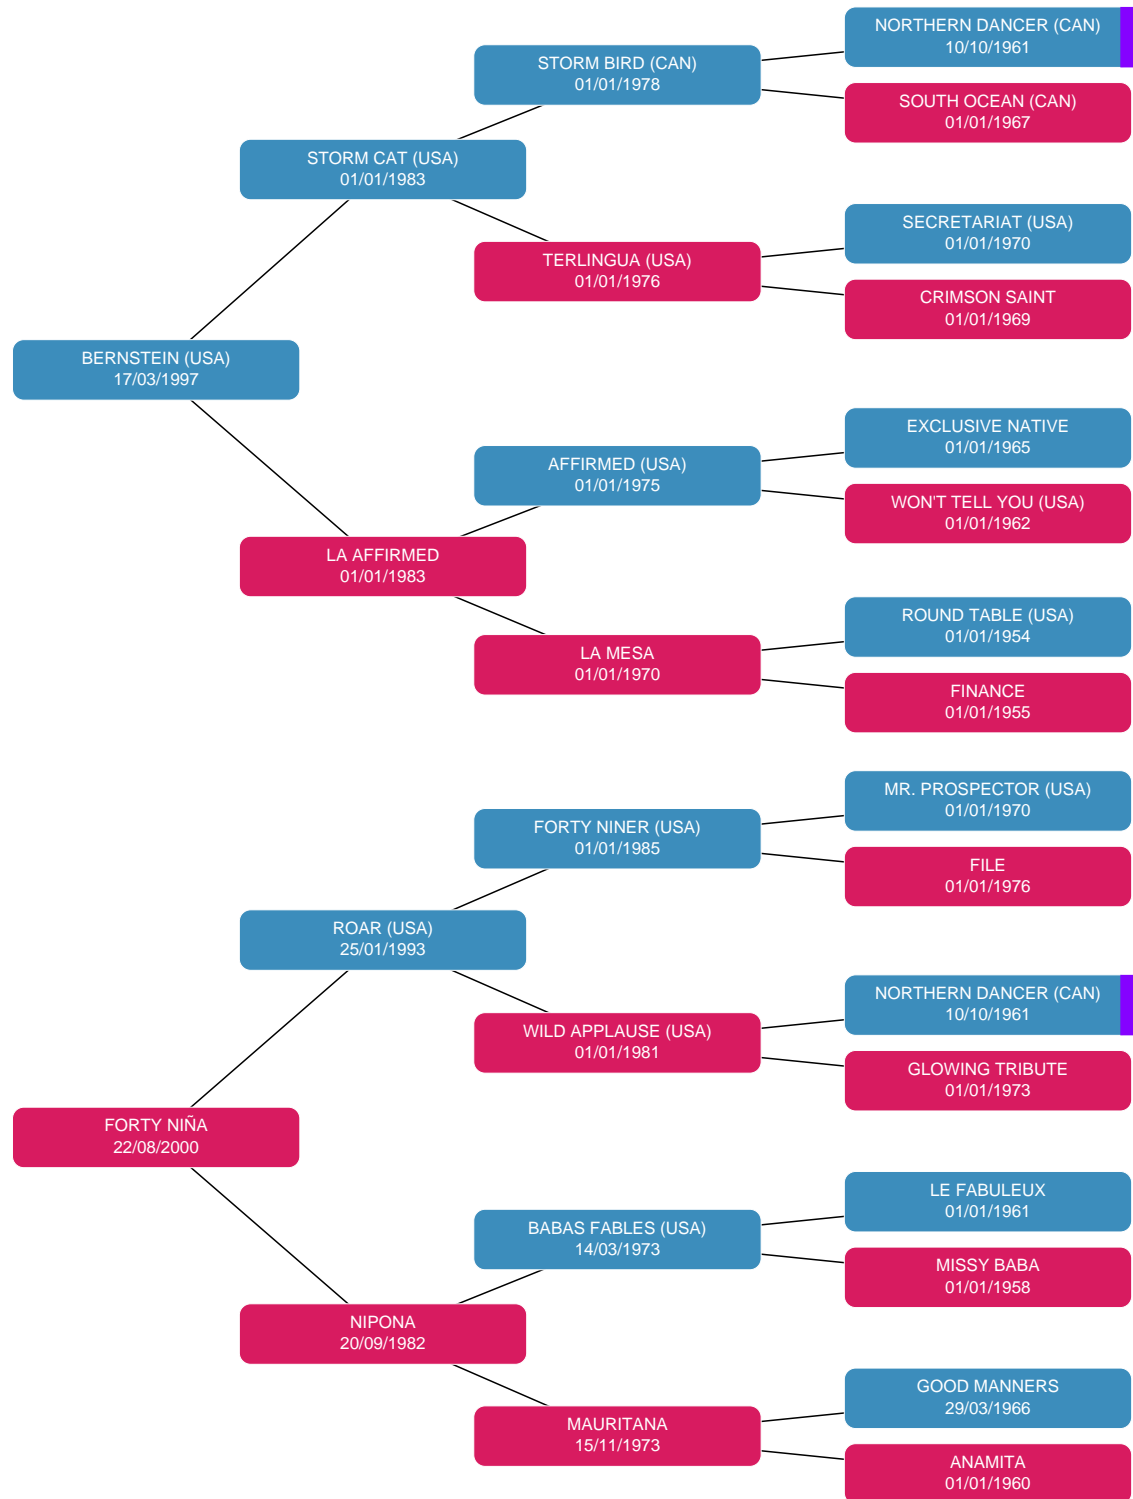 NORTHERN DANCER (CAN)
10/10/1961
STORM BIRD (CAN)
01/01/1978
SOUTH OCEAN (CAN)
01/01/1967
STORM CAT (USA)
01/01/1983
SECRETARIAT (USA)
01/01/1970
TERLINGUA (USA)
01/01/1976
CRIMSON SAINT
01/01/1969
BERNSTEIN (USA)
17/03/1997
EXCLUSIVE NATIVE
01/01/1965
AFFIRMED (USA)
01/01/1975
WON'T TELL YOU (USA)
01/01/1962
LA AFFIRMED
01/01/1983
ROUND TABLE (USA)
01/01/1954
LA MESA
01/01/1970
FINANCE
01/01/1955
MR. PROSPECTOR (USA)
01/01/1970
FORTY NINER (USA)
01/01/1985
FILE
01/01/1976
ROAR (USA)
25/01/1993
NORTHERN DANCER (CAN)
10/10/1961
WILD APPLAUSE (USA)
01/01/1981
GLOWING TRIBUTE
01/01/1973
FORTY NIÑA
22/08/2000
LE FABULEUX
01/01/1961
BABAS FABLES (USA)
14/03/1973
MISSY BABA
01/01/1958
NIPONA
20/09/1982
GOOD MANNERS
29/03/1966
MAURITANA
15/11/1973
ANAMITA
01/01/1960